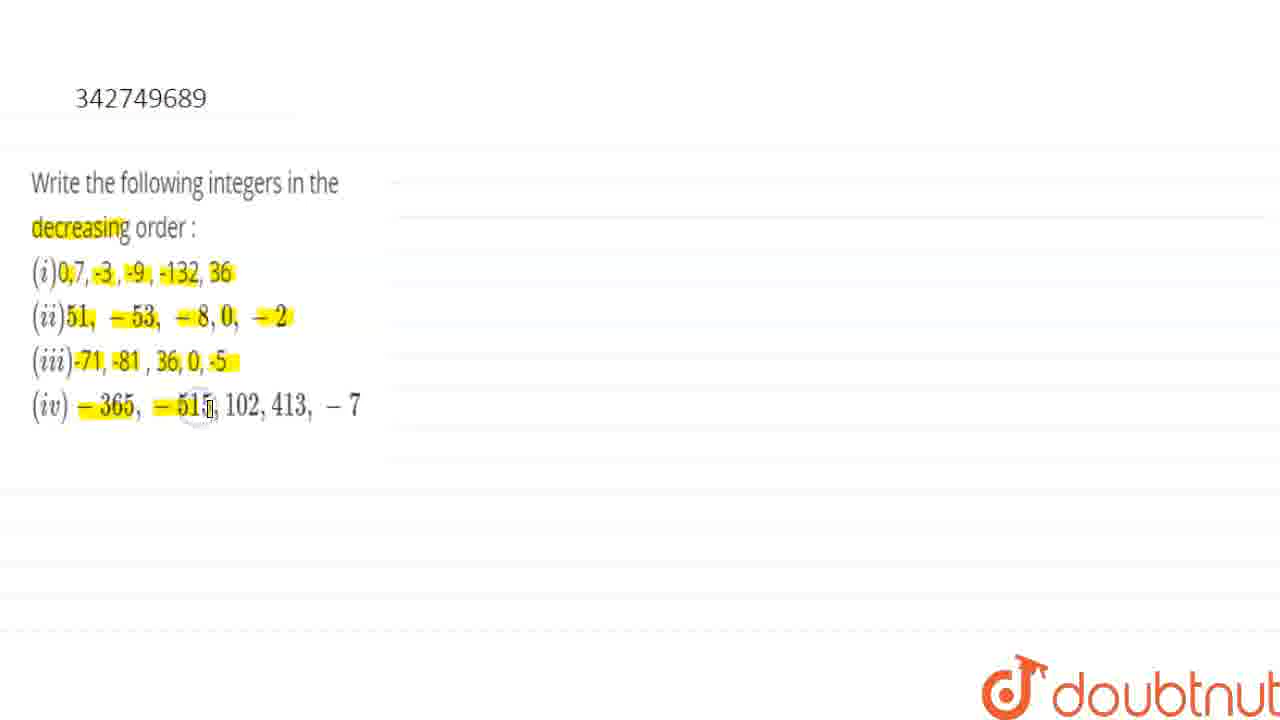 342749689
Write the following integers in the
decreasing order :
(i)0,7, -3 , -9 , -132, 36
(ii)51, -53, -8, 0, -2
(iii)-71, -81 , 36, 0, -5
(iv) -365, -515, 102, 413, -7
doubtnut